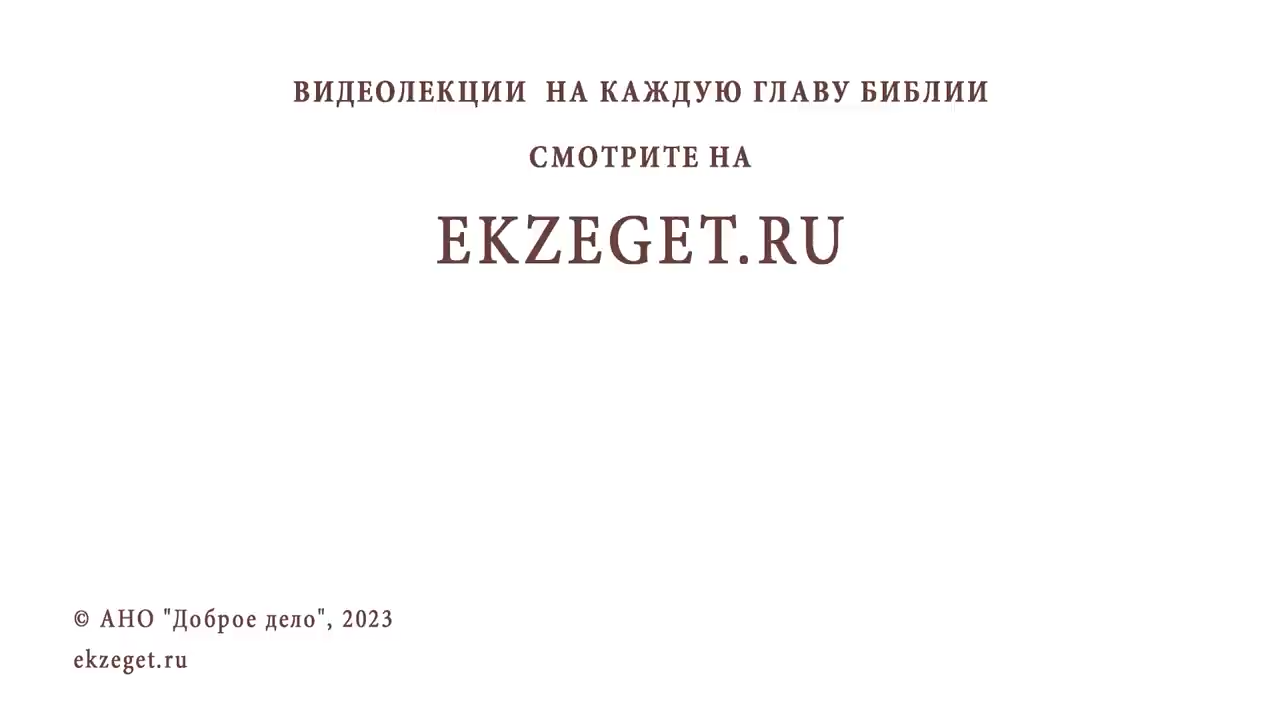 ВИДЕОЛЕКЦИИ НА КАЖДУЮ ГЛАВУ БИБЛИИ
СМОТРИТЕ НА
EKZEGET.RU
© АНО "Доброе дело", 2023
ekzeget.ru